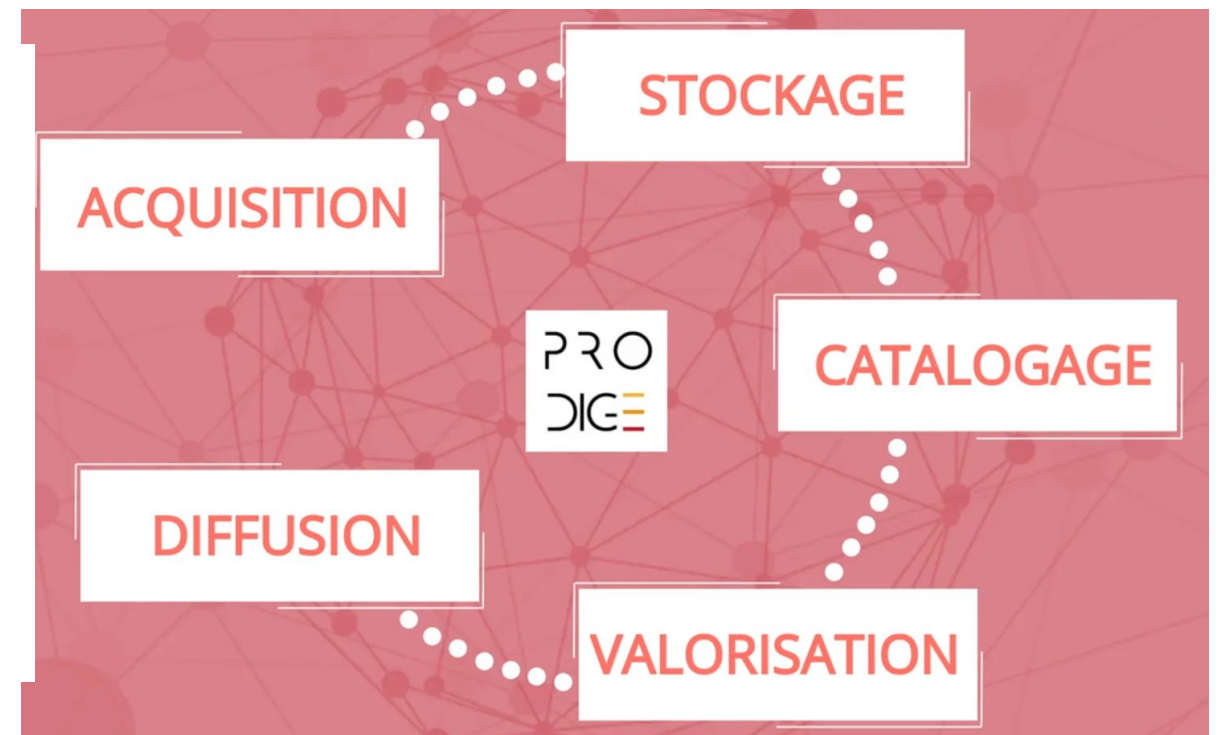 STOCKAGE
ACQUISITION
CATALOGAGE
PRO
DIGE
DIFFUSION
VALORISATION